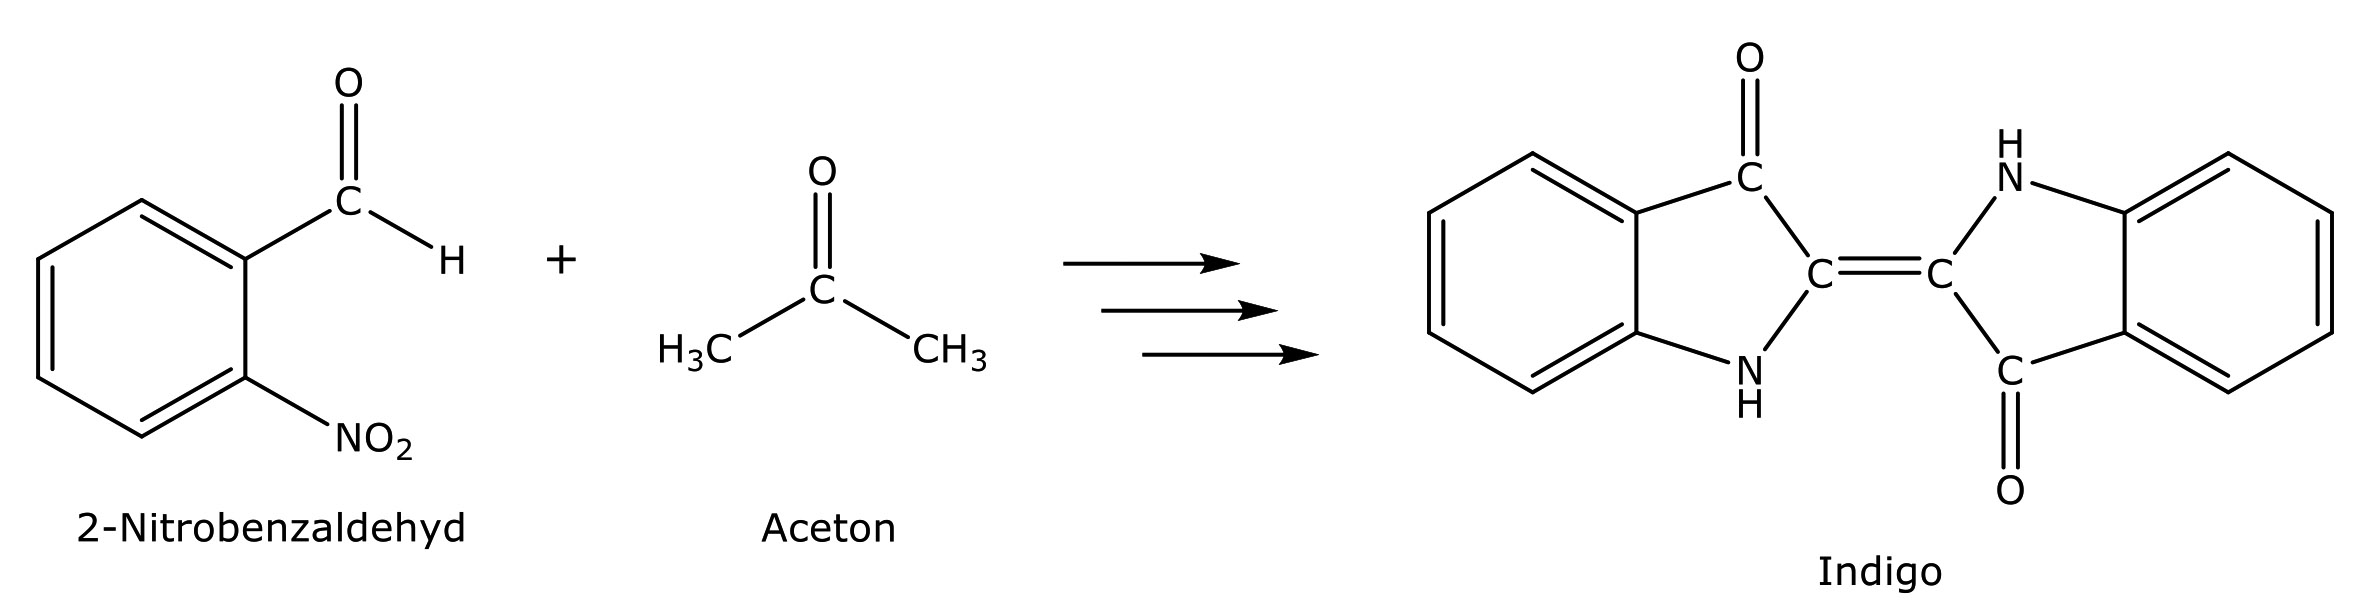 O
C
H
NO2
2-Nitrobenzaldehyd
+
O
C
H3C
CH3
Aceton
O
C
N
H
C
C
H
N
C
O
Indigo